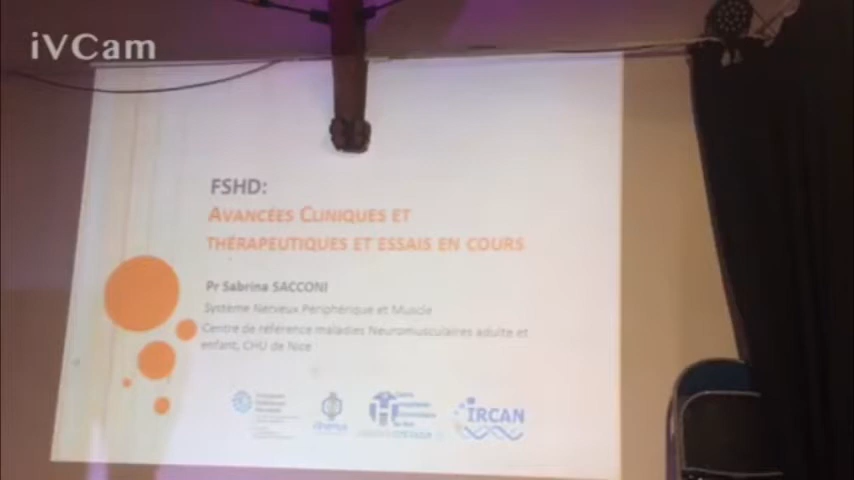 iVCam
FSHD:
AVANCÉES CLINIQUES ET
THÉRAPEUTIQUES ET ESSAIS EN COURS
Pr Sabrina SACCONI
Système Nerveux Périphérique et Muscle
Centre de référence maladies Neuromusculaires adulte et
enfant, CHU de Nice
IRCAN